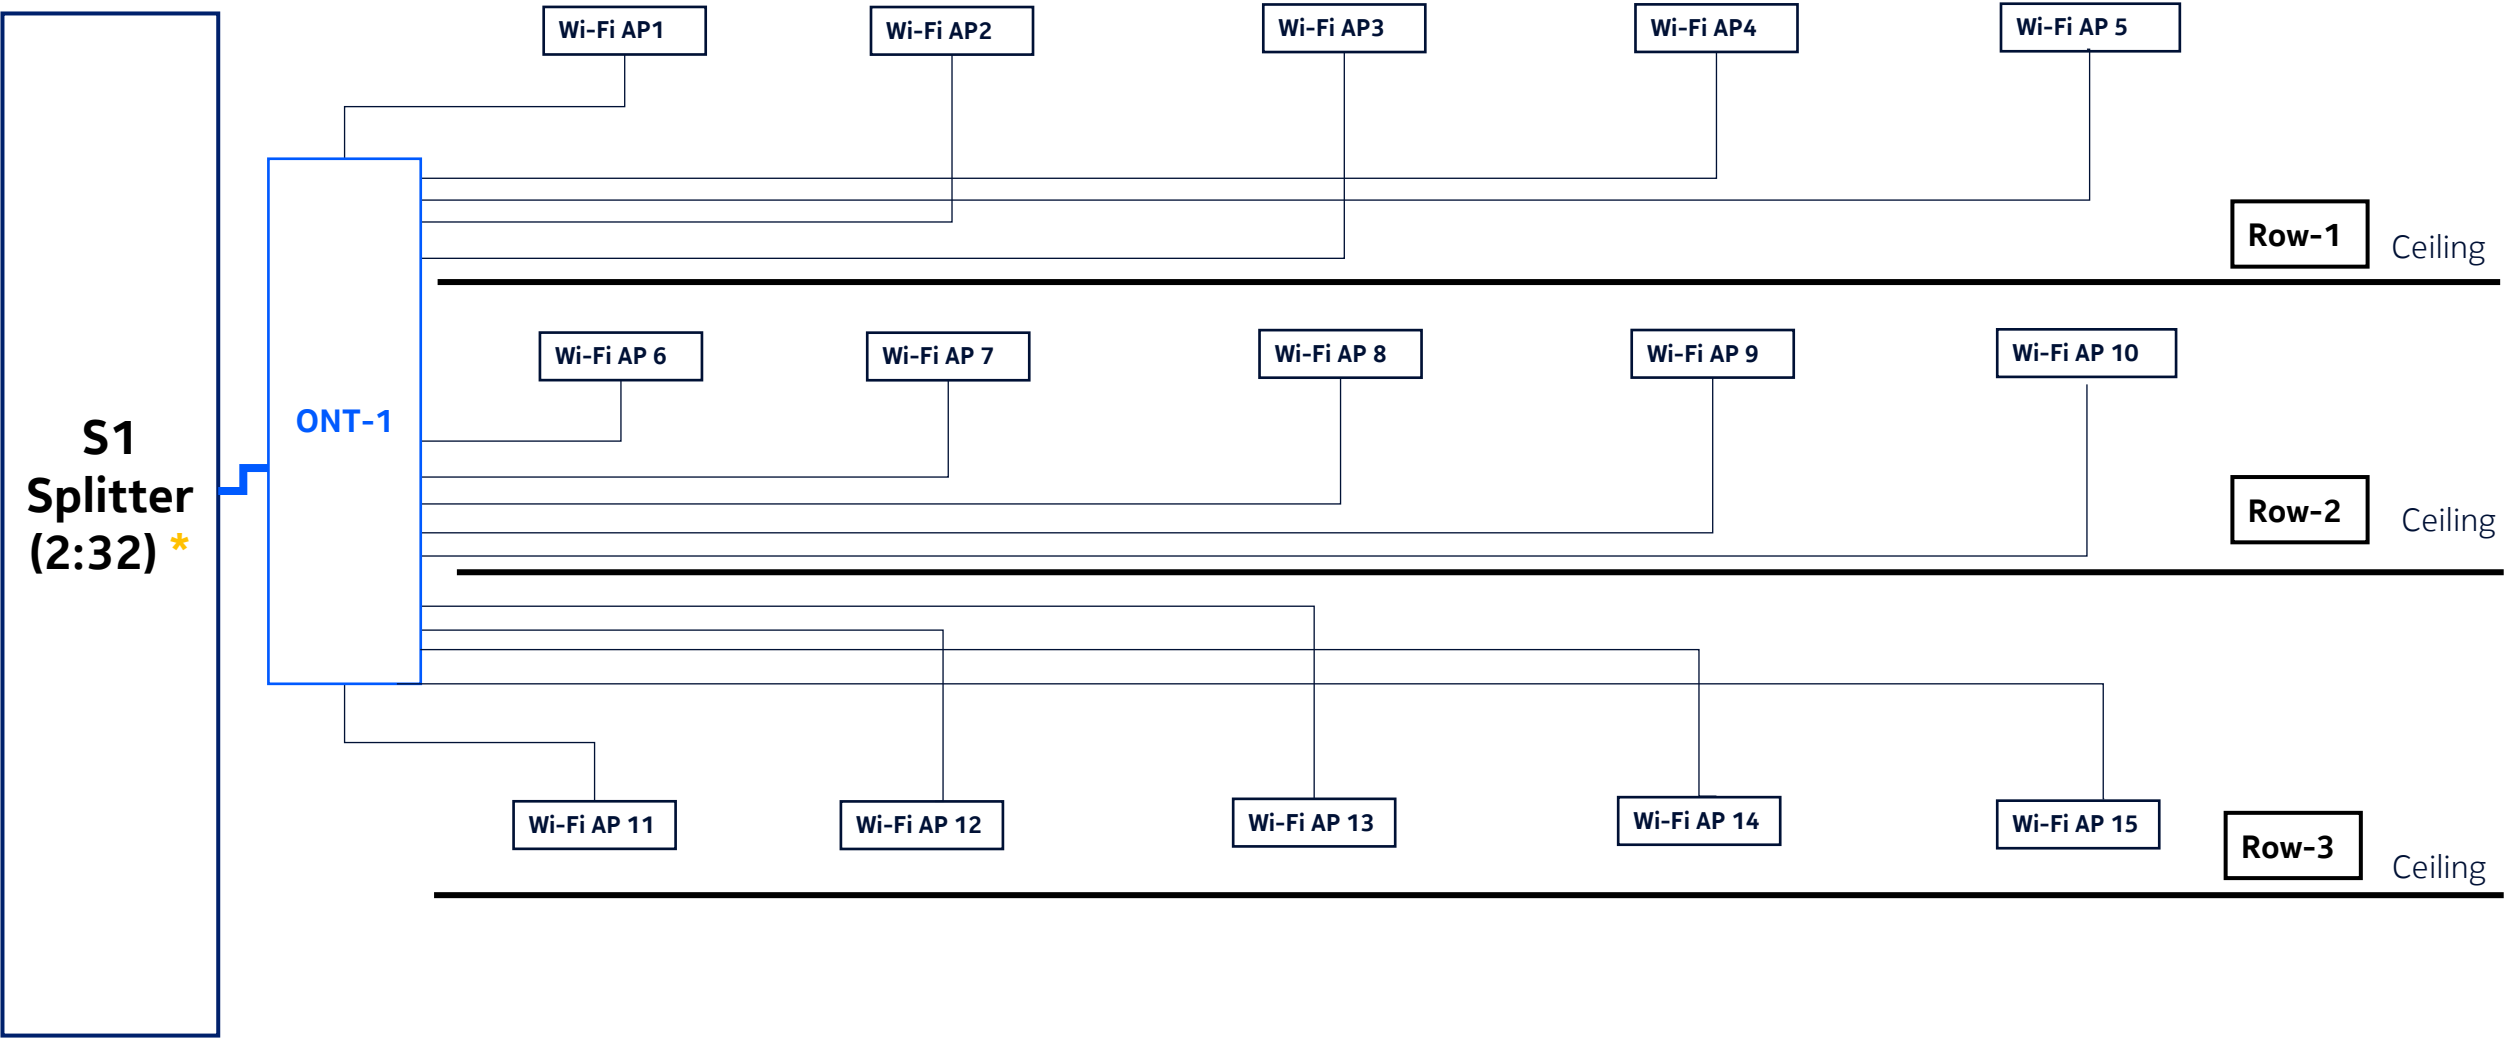 Wi-Fi AP1
Wi-Fi AP2
Wi-Fi AP3
Wi-Fi AP4
Wi-Fi AP 5
Row-1
Ceiling
Wi-Fi AP 6
Wi-Fi AP 7
Wi-Fi AP 8
Wi-Fi AP 9
Wi-Fi AP 10
ONT-1
S1
Splitter
(2:32) *
Row-2
Ceiling
Wi-Fi AP 11
Wi-Fi AP 12
Wi-Fi AP 13
Wi-Fi AP 14
Wi-Fi AP 15
Row-3
Ceiling